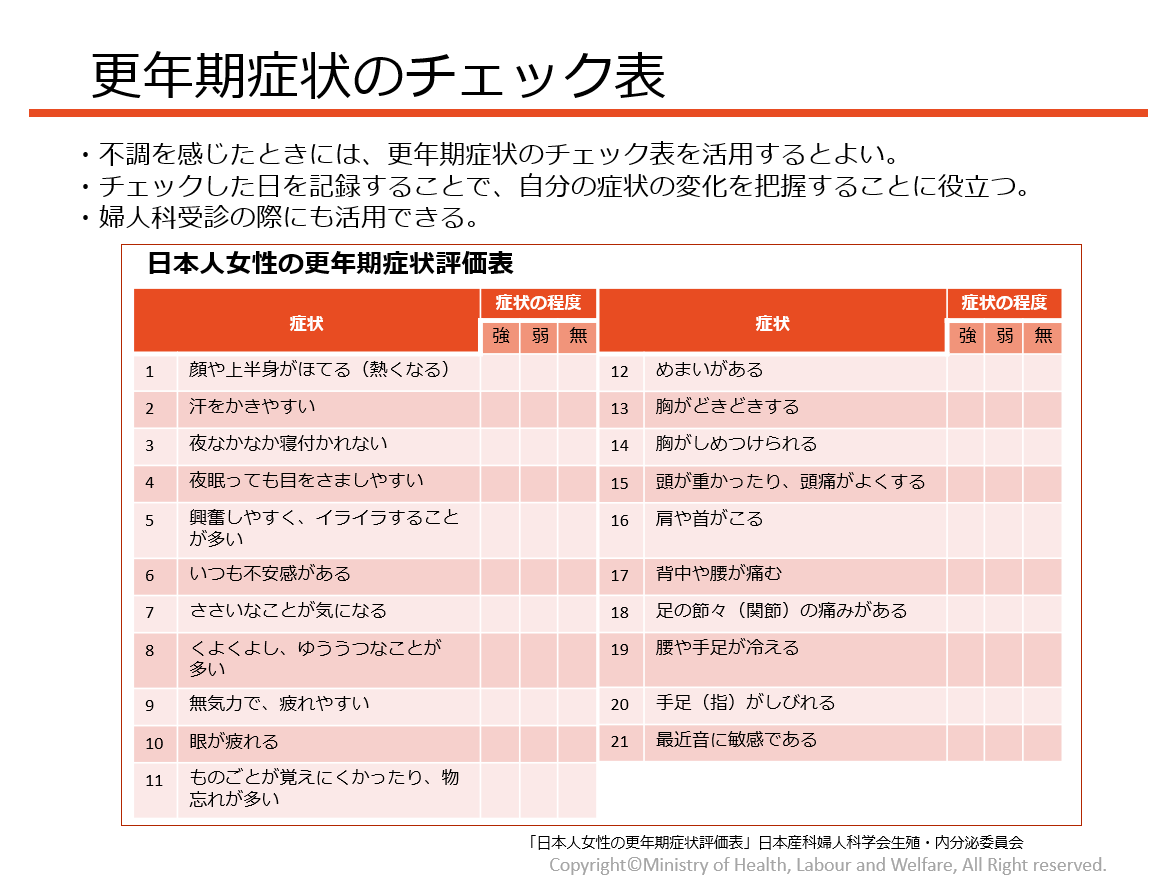 更年期症状のチェック表
・不調を感じたときには、更年期症状のチェック表を活用するとよい。
・チェックした日を記録することで、自分の症状の変化を把握することに役立つ。
・婦人科受診の際にも活用できる。
日本人女性の更年期症状評価表
症状 症状の程度 症状 症状の程度
強 弱 無 強 弱 無
1 顔や上半身がほてる（熱くなる） 12 めまいがある
2 汗をかきやすい 13 胸がどきどきする
3 夜なかなか寝付かれない 14 胸がしめつけられる
4 夜眠っても目をさましやすい 15 頭が重かったり、頭痛がよくする
5 興奮しやすく、イライラすること 16 肩や首がこる
が多い
6 いつも不安感がある 17 背中や腰が痛む
7 ささいなことが気になる 18 足の節々（関節）の痛みがある
8 くよくよし、ゆううつなことが 19 腰や手足が冷える
多い
9 無気力で、疲れやすい 20 手足（指）がしびれる
10 眼が疲れる 21 最近音に敏感である
11 ものごとが覚えにくかったり、物
忘れが多い
「日本人女性の更年期症状評価表」日本産科婦人科学会生殖・内分泌委員会
Copyright©Ministry of Health, Labour and Welfare, All Right reserved.